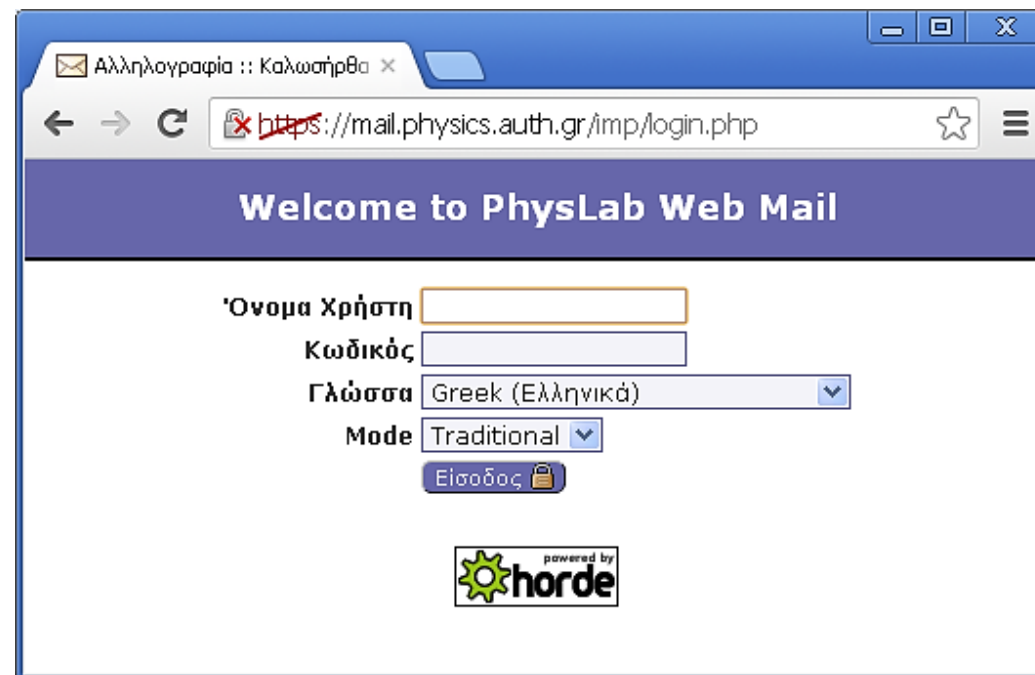 Αλληλογραφία :: Καλωσήρθα
https://mail.physics.auth.gr/imp/login.php
Welcome to PhysLab Web Mail
Όνομα Χρήστη
Κωδικός
Γλώσσα Greek (Ελληνικά)
Mode Traditional
Είσοδος
powered by
horde